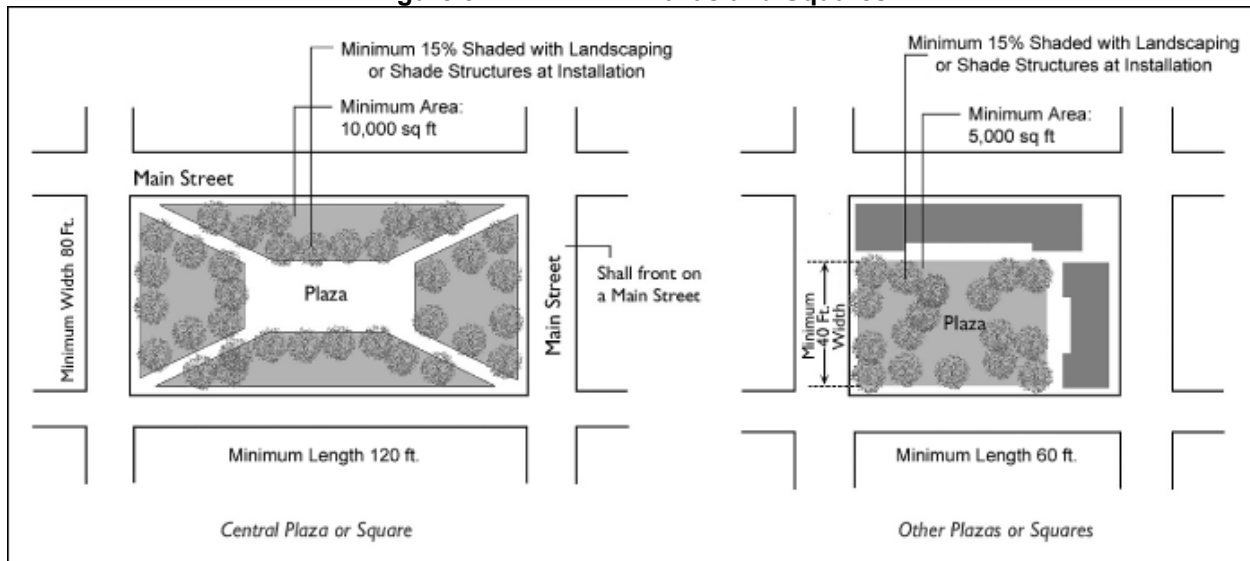 Minimum 15% Shaded with Landscaping
or Shade Structures at Installation
Minimum Area:
10,000 sq ft
Main Street
Minimum Width 80 Ft.
Plaza
Main Street
Shall front on
a Main Street
Minimum Length 120 ft.
Central Plaza or Square
Minimum 15% Shaded with Landscaping
or Shade Structures at Installation
Minimum Area:
5,000 sq ft
Minimum
40 Ft.
Width
Plaza
Minimum Length 60 ft.
Other Plazas or Squares